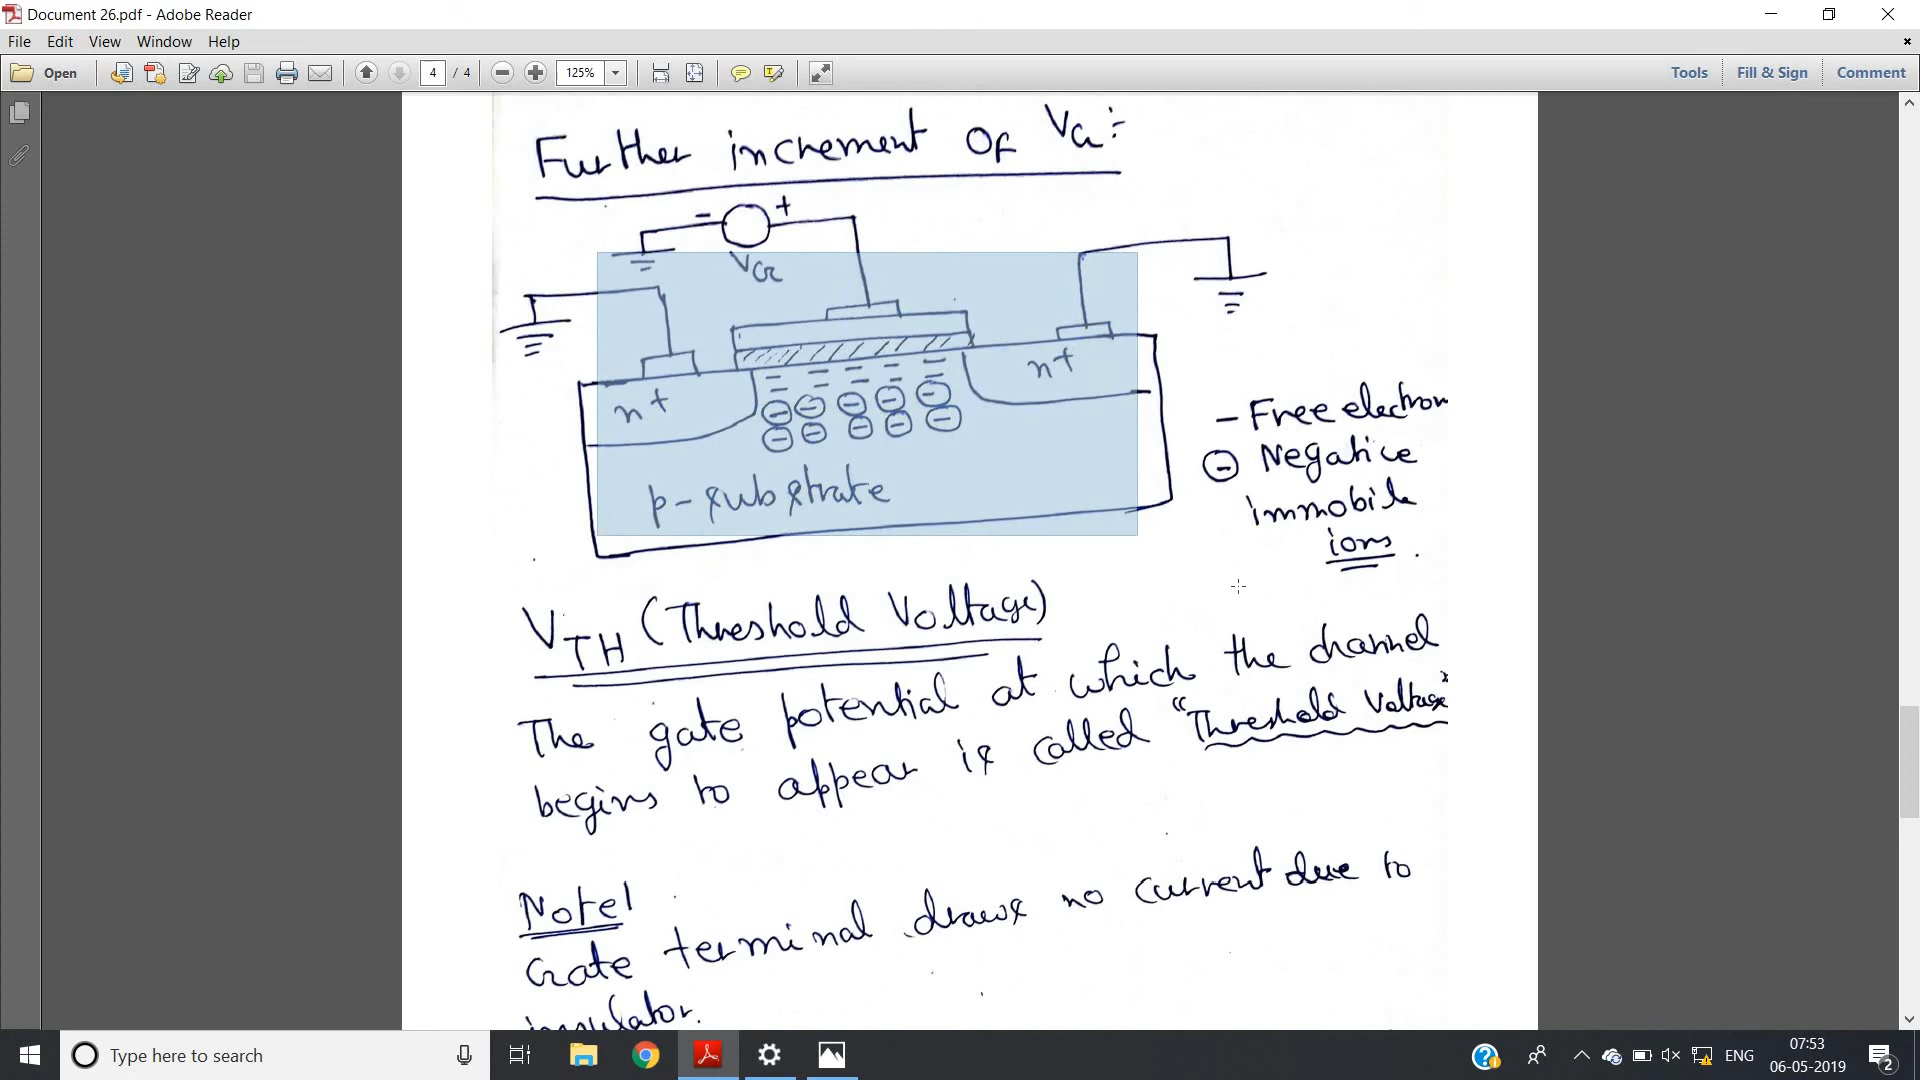 Document 26.pdf - Adobe Reader
File Edit View Window Help
Open 4 / 4 125% Tools Fill & Sign Comment
Further increment of VG :-
- +
VG
n+ n+
p-substrate
- Free electron
⊖ Negative
immobile
ions.
VTH (Threshold Voltage)
The gate potential at which the channel
begins to appear is called "Threshold Voltage"
Note1
Gate terminal draws no current due to
insulator.
Type here to search
ENG
07:53
06-05-2019
2